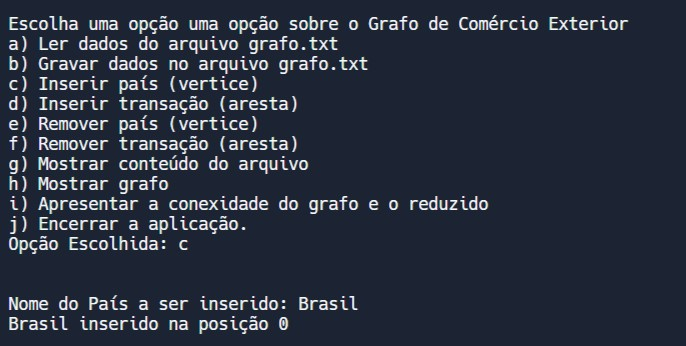 Escolha uma opção uma opção sobre o Grafo de Comércio Exterior
a) Ler dados do arquivo grafo.txt
b) Gravar dados no arquivo grafo.txt
c) Inserir país (vertice)
d) Inserir transação (aresta)
e) Remover país (vertice)
f) Remover transação (aresta)
g) Mostrar conteúdo do arquivo
h) Mostrar grafo
i) Apresentar a conexidade do grafo e o reduzido
j) Encerrar a aplicação.
Opção Escolhida: c
Nome do País a ser inserido: Brasil
Brasil inserido na posição 0